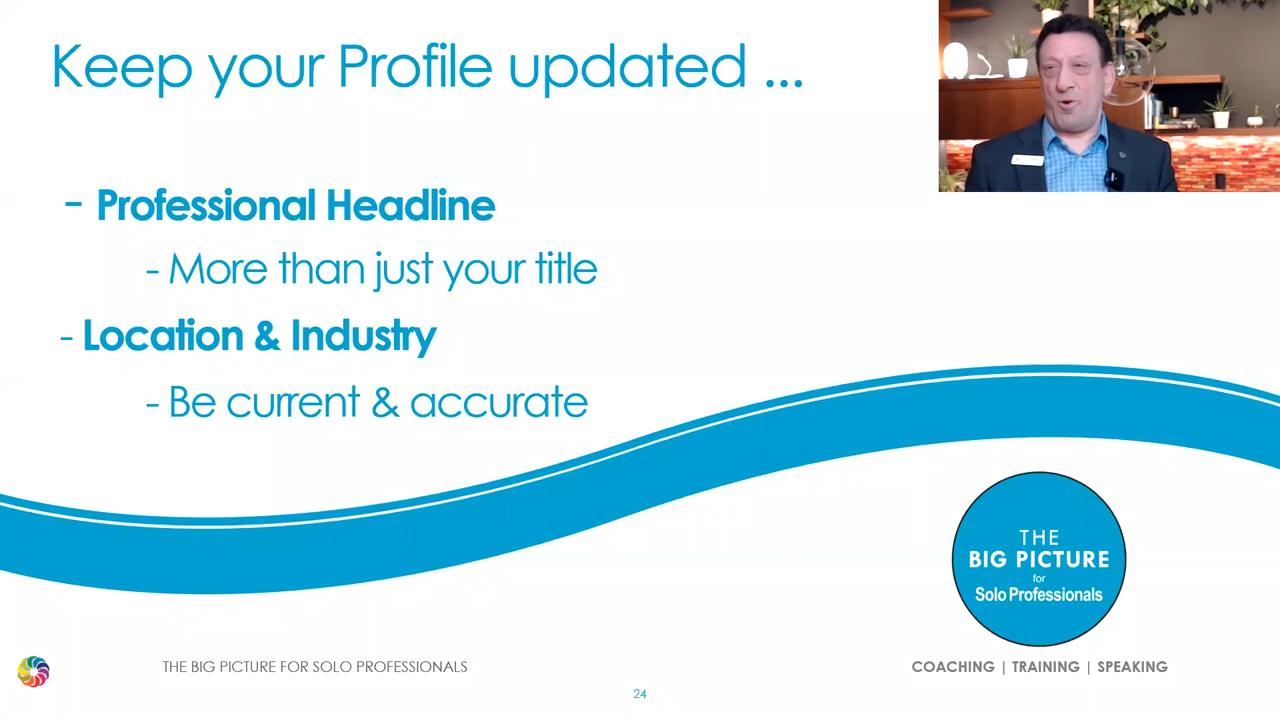 Keep your Profile updated ...
- Professional Headline
- More than just your title
- Location & Industry
- Be current & accurate
THE
BIG PICTURE
for
Solo Professionals
THE BIG PICTURE FOR SOLO PROFESSIONALS
COACHING | TRAINING | SPEAKING
24